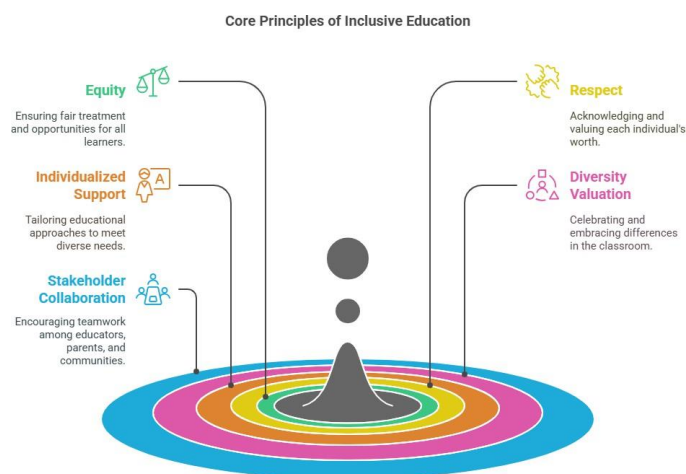 Core Principles of Inclusive Education
Equity
Ensuring fair treatment
and opportunities for all
learners.
Individualized
Support
A
Tailoring educational
approaches to meet
diverse needs.
Stakeholder
Collaboration
Encouraging teamwork
among educators,
parents, and
communities.
Respect
Acknowledging and
valuing each individual's
worth.
Diversity
Valuation
Celebrating and
embracing differences
in the classroom.